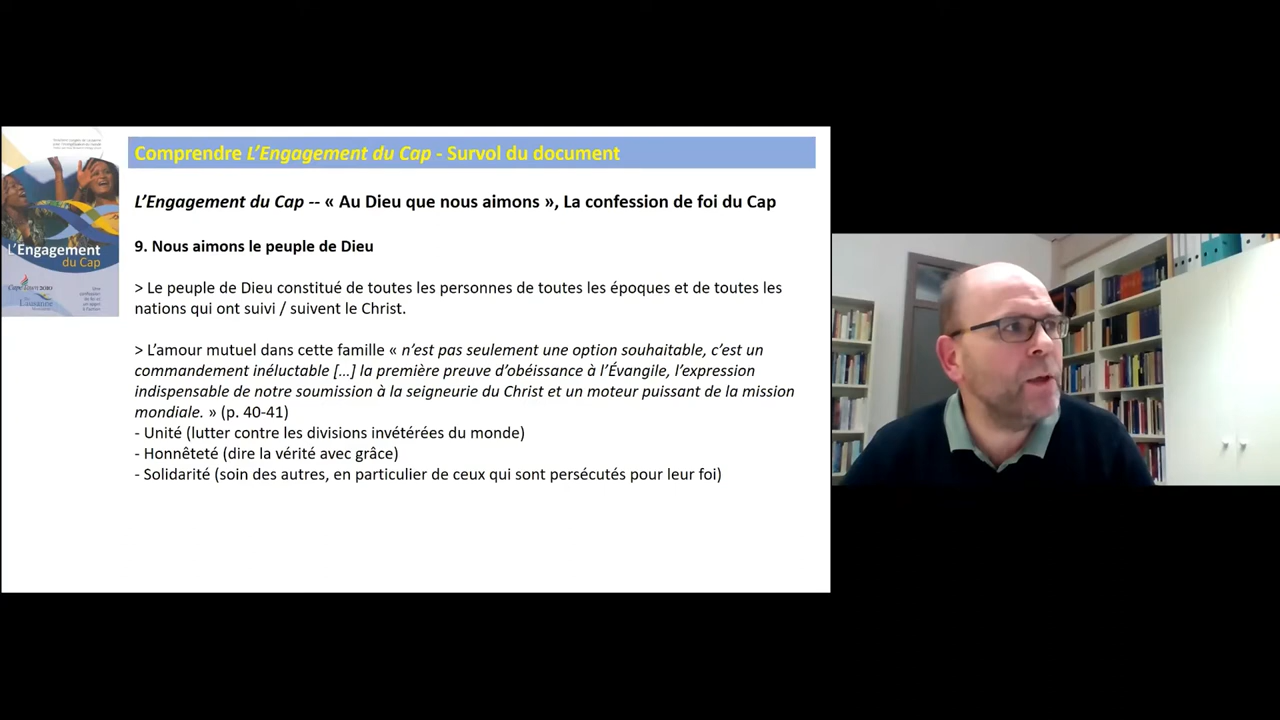 Comprendre L'Engagement du Cap - Survol du document
L'Engagement du Cap -- « Au Dieu que nous aimons », La confession de foi du Cap
9. Nous aimons le peuple de Dieu
> Le peuple de Dieu constitué de toutes les personnes de toutes les époques et de toutes les
nations qui ont suivi / suivent le Christ.
> L'amour mutuel dans cette famille « n'est pas seulement une option souhaitable, c'est un
commandement inéluctable [...] la première preuve d'obéissance à l'Évangile, l'expression
indispensable de notre soumission à la seigneurie du Christ et un moteur puissant de la mission
mondiale. » (p. 40-41)
- Unité (lutter contre les divisions invétérées du monde)
- Honnêteté (dire la vérité avec grâce)
- Solidarité (soin des autres, en particulier de ceux qui sont persécutés pour leur foi)
L'Engagement
du Cap
Cape Town 2010
Lausanne